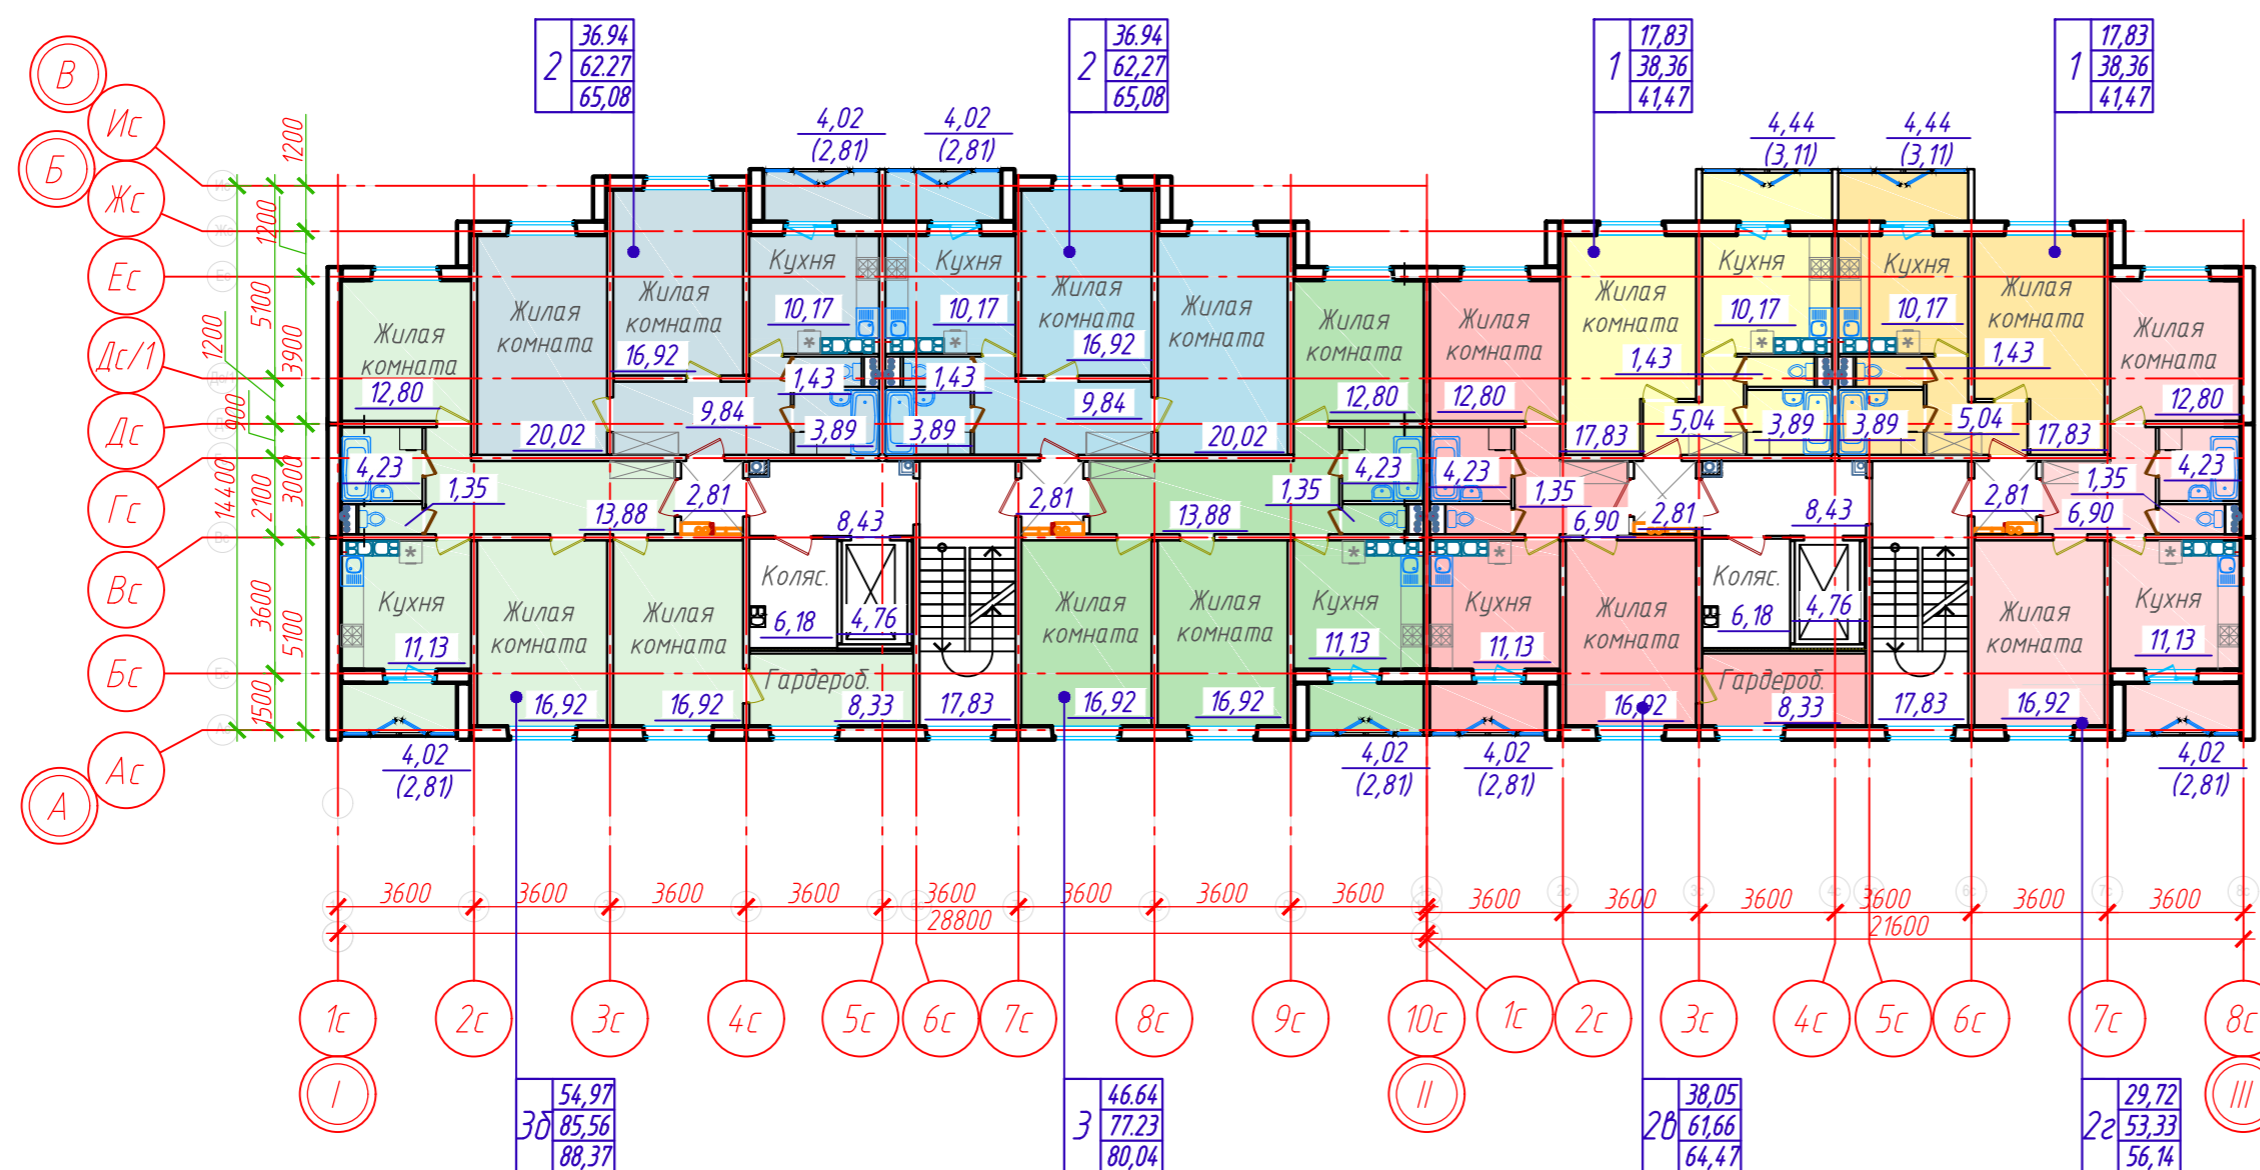 2 36.94 62.27 65,08
2 36.94 62,27 65,08
1 17,83 38,36 41,47
1 17,83 38,36 41,47
В
Ис
Б
Жс
Ес
Дс/1
Дс
Гс
Вс
Бс
Ас
А
1200
1200
5100
3900
1200
900
14400
2100
3000
3600
5100
1500
4,02
(2,81)
4,02
(2,81)
4,44
(3,11)
4,44
(3,11)
Жилая
комната
12,80
Жилая
комната
20,02
Жилая
комната
16,92
Кухня
10,17
Кухня
10,17
Жилая
комната
16,92
Жилая
комната
20,02
Жилая
комната
12,80
Жилая
комната
12,80
Жилая
комната
17,83
Кухня
10,17
Кухня
10,17
Жилая
комната
17,83
Жилая
комната
12,80
1,43
1,43
1,43
1,43
9,84
3,89
3,89
9,84
5,04
3,89
3,89
5,04
4,23
1,35
13,88
2,81
8,43
2,81
13,88
1,35
4,23
4,23
1,35
6,90
2,81
8,43
2,81
6,90
1,35
4,23
Кухня
11,13
Жилая
комната
16,92
Жилая
комната
16,92
Коляс.
6,18
4,76
Гардероб.
8,33
17,83
Жилая
комната
16,92
Жилая
комната
16,92
Кухня
11,13
Кухня
11,13
Жилая
комната
16,92
Коляс.
6,18
4,76
Гардероб.
8,33
17,83
Жилая
комната
16,92
Кухня
11,13
4,02
(2,81)
4,02
(2,81)
4,02
(2,81)
4,02
(2,81)
3600 3600 3600 3600 3600 3600 3600 3600 3600 3600 3600 3600 3600 3600
28800 21600
1с 2с 3с 4с 5с 6с 7с 8с 9с 10с 1с 2с 3с 4с 5с 6с 7с 8с
I II III
3б 54,97 85,56 88,37
3 46.64 77.23 80,04
2в 38,05 61,66 64,47
2г 29,72 53,33 56,14